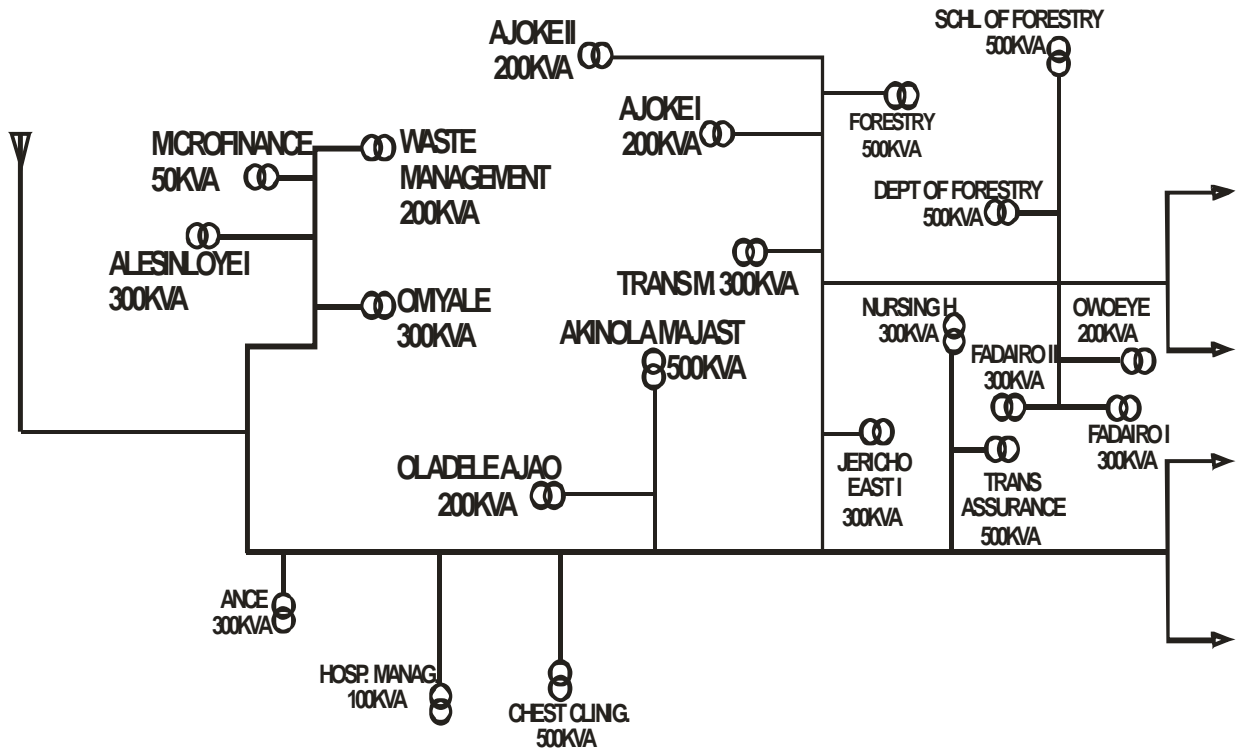 AJOKE II
200KVA
SCHL OF FORESTRY
500KVA
MICROFINANCE
50KVA
WASTE
MANAGEMENT
200KVA
AJOKE I
200KVA
FORESTRY
500KVA
DEPT OF FORESTRY
500KVA
ALESINLOYE I
300KVA
TRANS M. 300KVA
OMIYALE
300KVA
AKINOLA MAJAST
500KVA
NURSING H
300KVA
OWOEYE
200KVA
FADAIRO II
300KVA
FADAIRO I
300KVA
OLADELE AJAO
200KVA
JERICHO
EAST I
300KVA
TRANS
ASSURANCE
500KVA
ANCE
300KVA
HOSP. MANAG.
100KVA
CHEST CLINIG.
500KVA